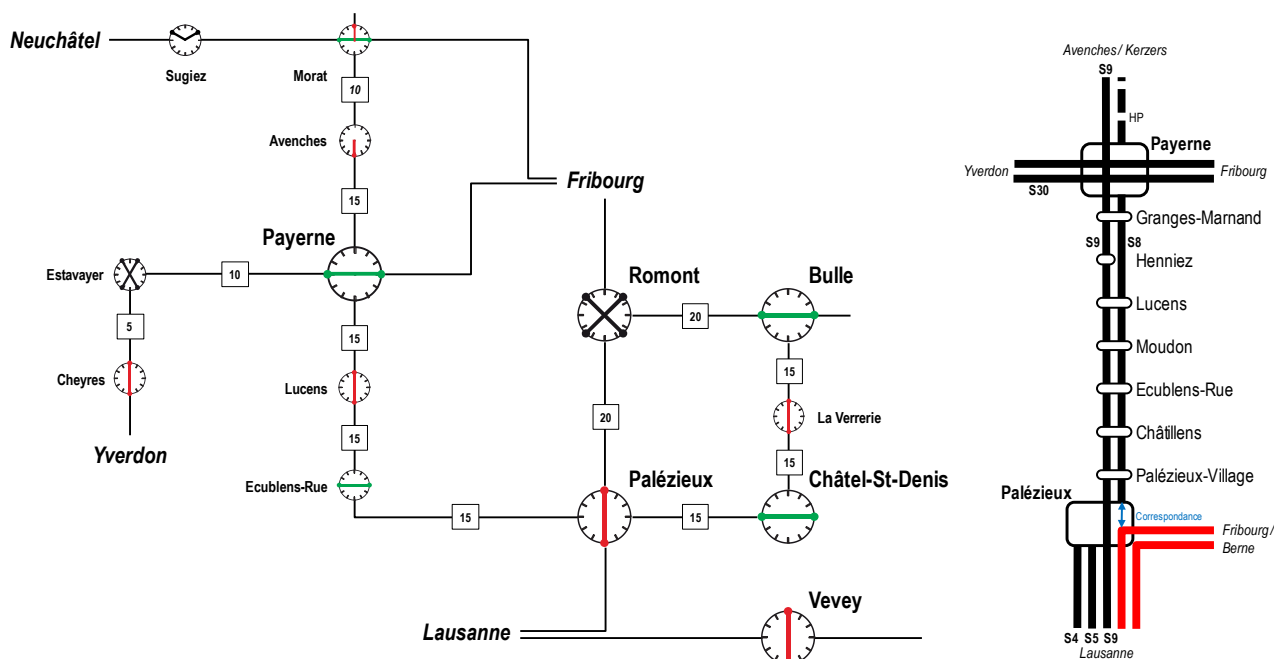 Neuchâtel
Sugiez
Morat
10
Avenches
15
Fribourg
Payerne
Estavayer
10
5
Cheyres
Yverdon
15
Lucens
15
Ecublens-Rue
15
Romont
20
Bulle
20
15
La Verrerie
15
Palézieux
15
Châtel-St-Denis
Lausanne
Vevey
Avenches/ Kerzers
S9
HP
Payerne
Yverdon
Fribourg
S30
Granges-Marnand
S9 S8
Henniez
Lucens
Moudon
Ecublens-Rue
Châtillens
Palézieux-Village
Palézieux
Correspondance
Fribourg /
Berne
S4 S5 S9
Lausanne